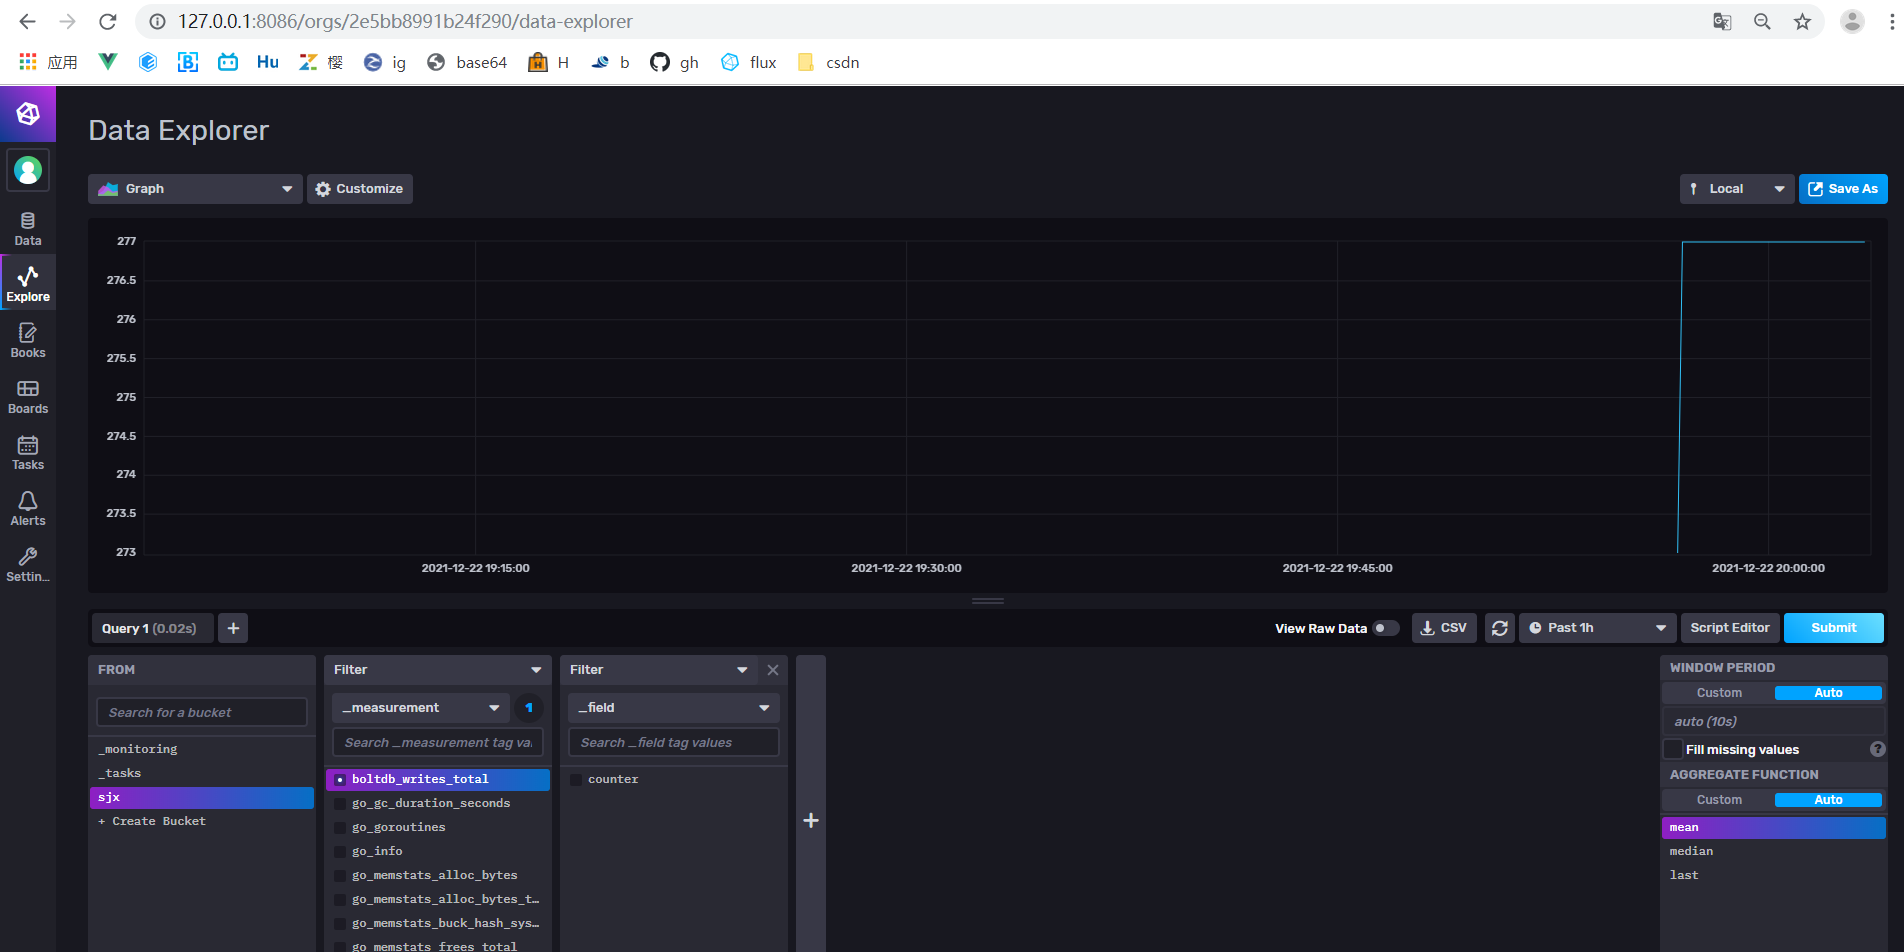 127.0.0.1:8086/orgs/2e5bb8991b24f290/data-explorer
应用 Hu 樱 ig base64 H b gh flux csdn
Data Explorer
Graph Customize Local Save As
Data
Explore
Books
Boards
Tasks
Alerts
Settin...
277
276.5
276
275.5
275
274.5
274
273.5
273
2021-12-22 19:15:00 2021-12-22 19:30:00 2021-12-22 19:45:00 2021-12-22 20:00:00
Query 1 (0.02s) + View Raw Data CSV Past 1h Script Editor Submit
FROM
Search for a bucket
_monitoring
_tasks
sjx
+ Create Bucket
Filter
_measurement 1
Search _measurement tag va
boltdb_writes_total
go_gc_duration_seconds
go_goroutines
go_info
go_memstats_alloc_bytes
go_memstats_alloc_bytes_t…
go_memstats_buck_hash_sys…
go_memstats_frees_total
Filter
_field
Search _field tag values
counter
+
WINDOW PERIOD
Custom Auto
auto (10s)
Fill missing values ?
AGGREGATE FUNCTION
Custom Auto
mean
median
last